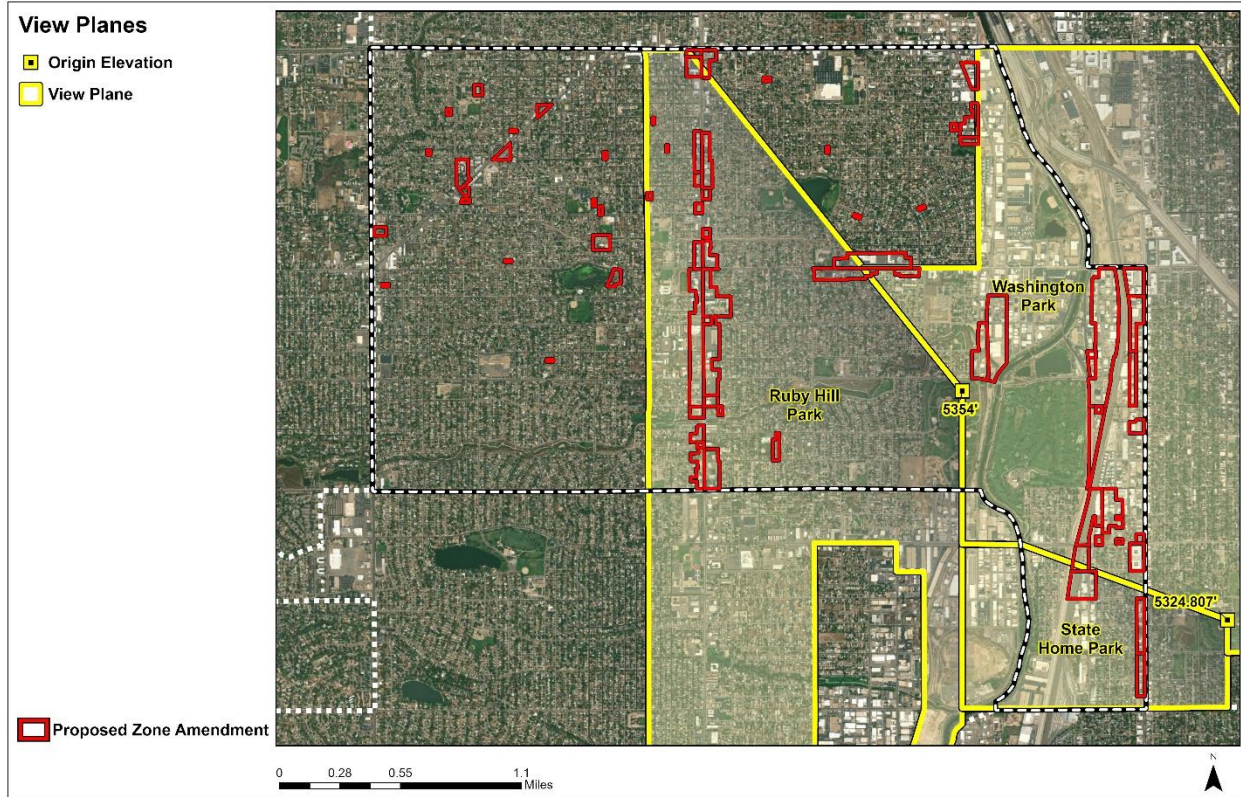 View Planes
Origin Elevation
View Plane
Washington
Park
Ruby Hill
Park
5354'
5324.807'
State
Home Park
Proposed Zone Amendment
0 0.28 0.55 1.1
Miles
N